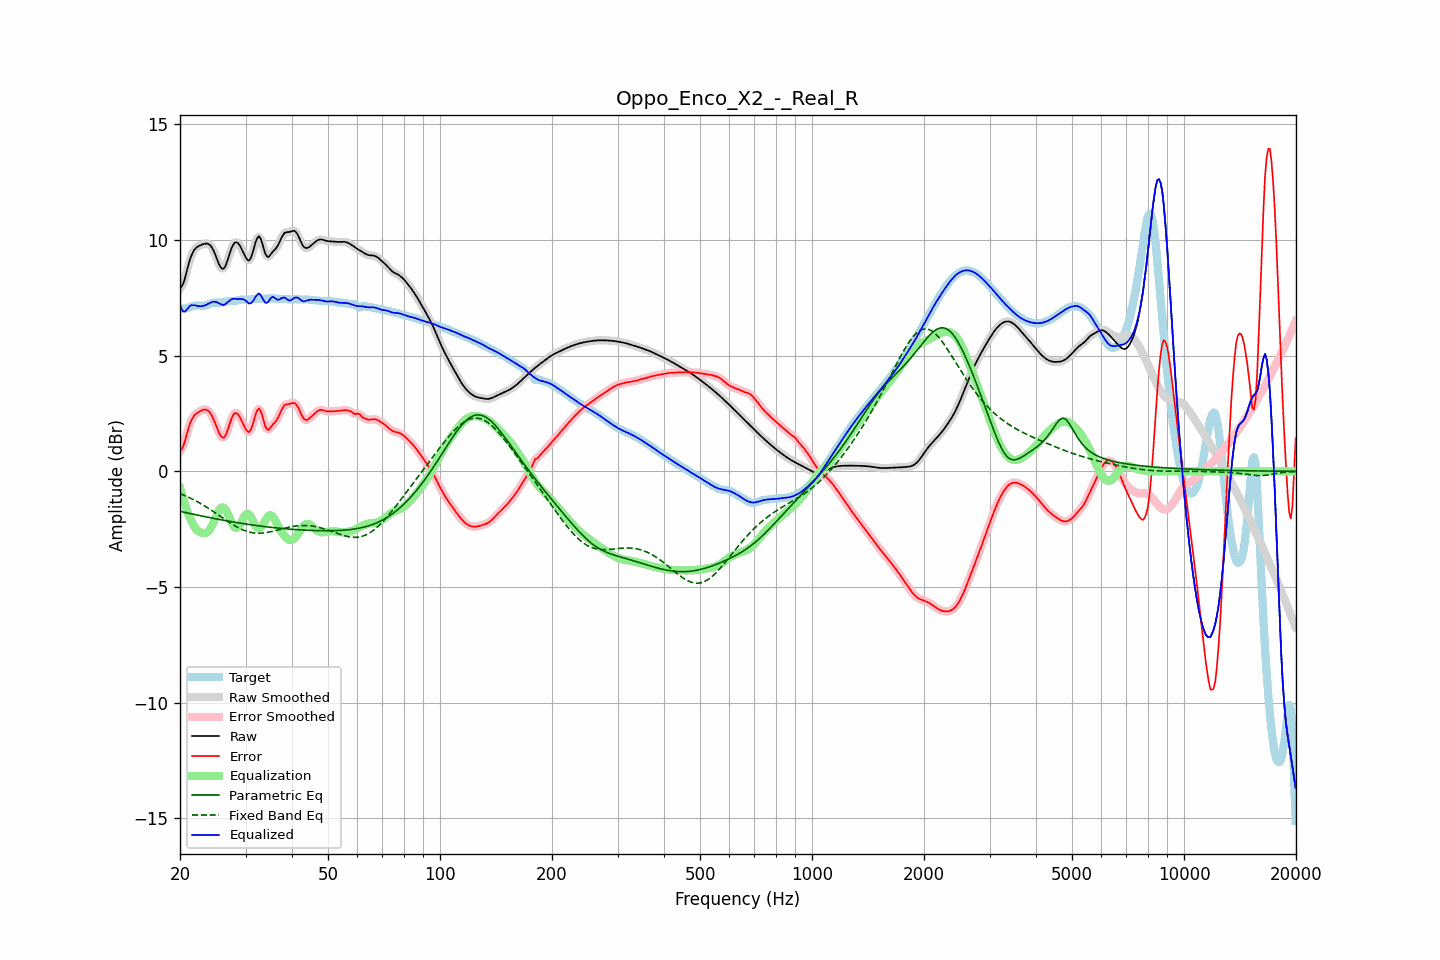 Oppo_Enco_X2_-_Real_R
15
10
5
0
−5
−10
−15
Amplitude (dBr)
Target
Raw Smoothed
Error Smoothed
Raw
Error
Equalization
Parametric Eq
Fixed Band Eq
Equalized
20 50 100 200 500 1000 2000 5000 10000 20000
Frequency (Hz)